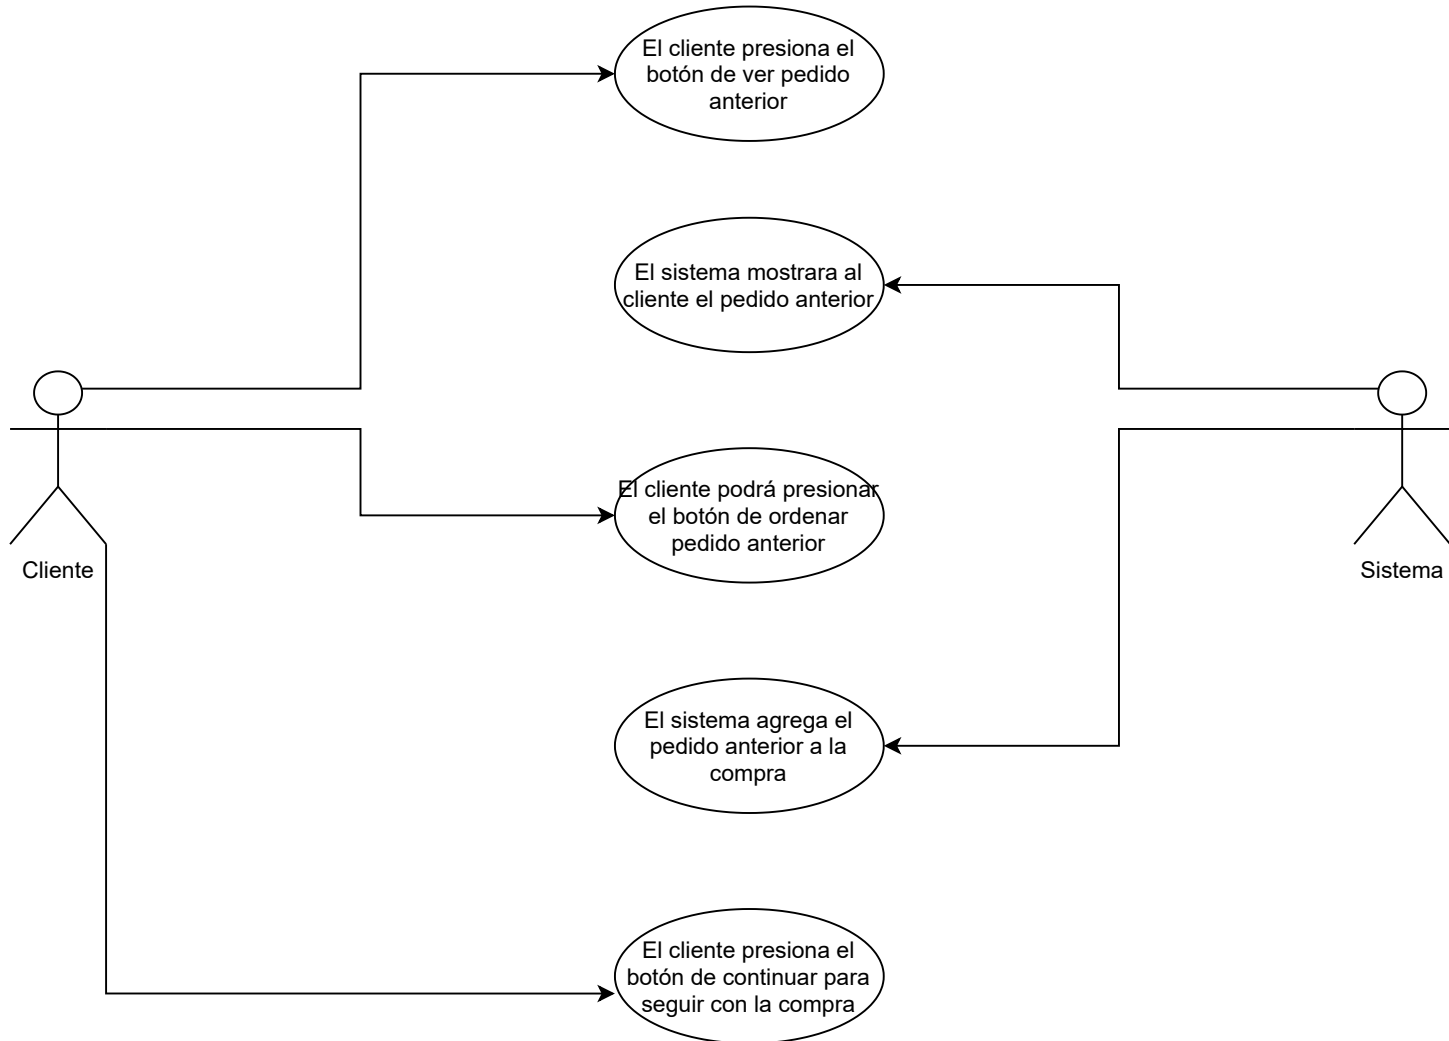 El cliente presiona el
botón de ver pedido
anterior
El sistema mostrara al
cliente el pedido anterior
El cliente podrá presionar
el botón de ordenar
pedido anterior
Cliente
Sistema
El sistema agrega el
pedido anterior a la
compra
El cliente presiona el
botón de continuar para
seguir con la compra